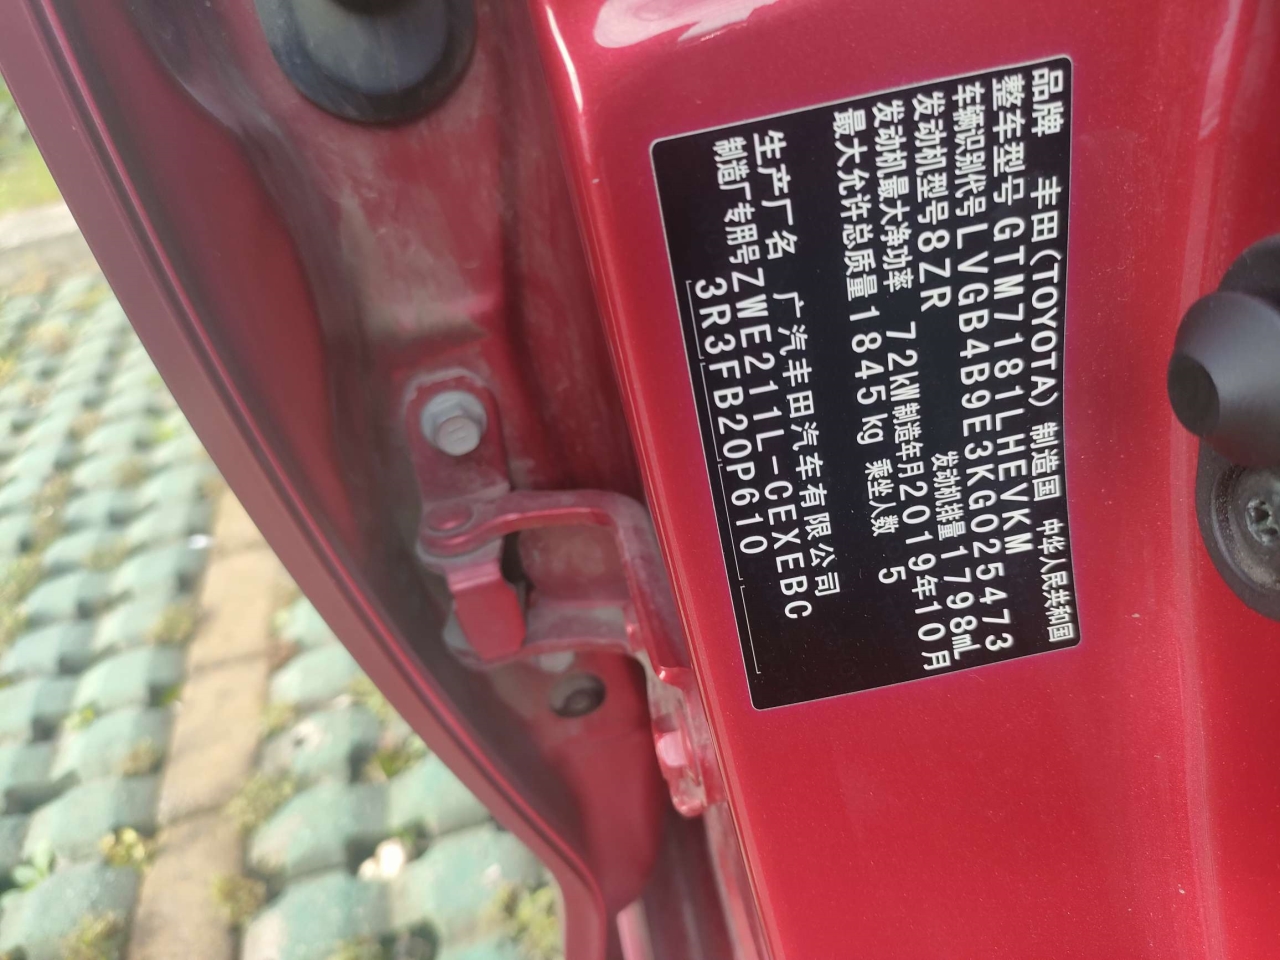 品牌 丰田(TOYOTA) 制造国 中华人民共和国
整车型号 GTM7181LHEVKM
车辆识别代号 LVGB4B9E3KG025473
发动机型号 8ZR 发动机排量 1798mL
发动机最大净功率 72kW 制造年月 2019年10月
最大允许总质量 1845kg 乘坐人数 5
生产厂名 广汽丰田汽车有限公司
制造厂专用号 ZWE211L-CEXEBC
3R3FB20P610